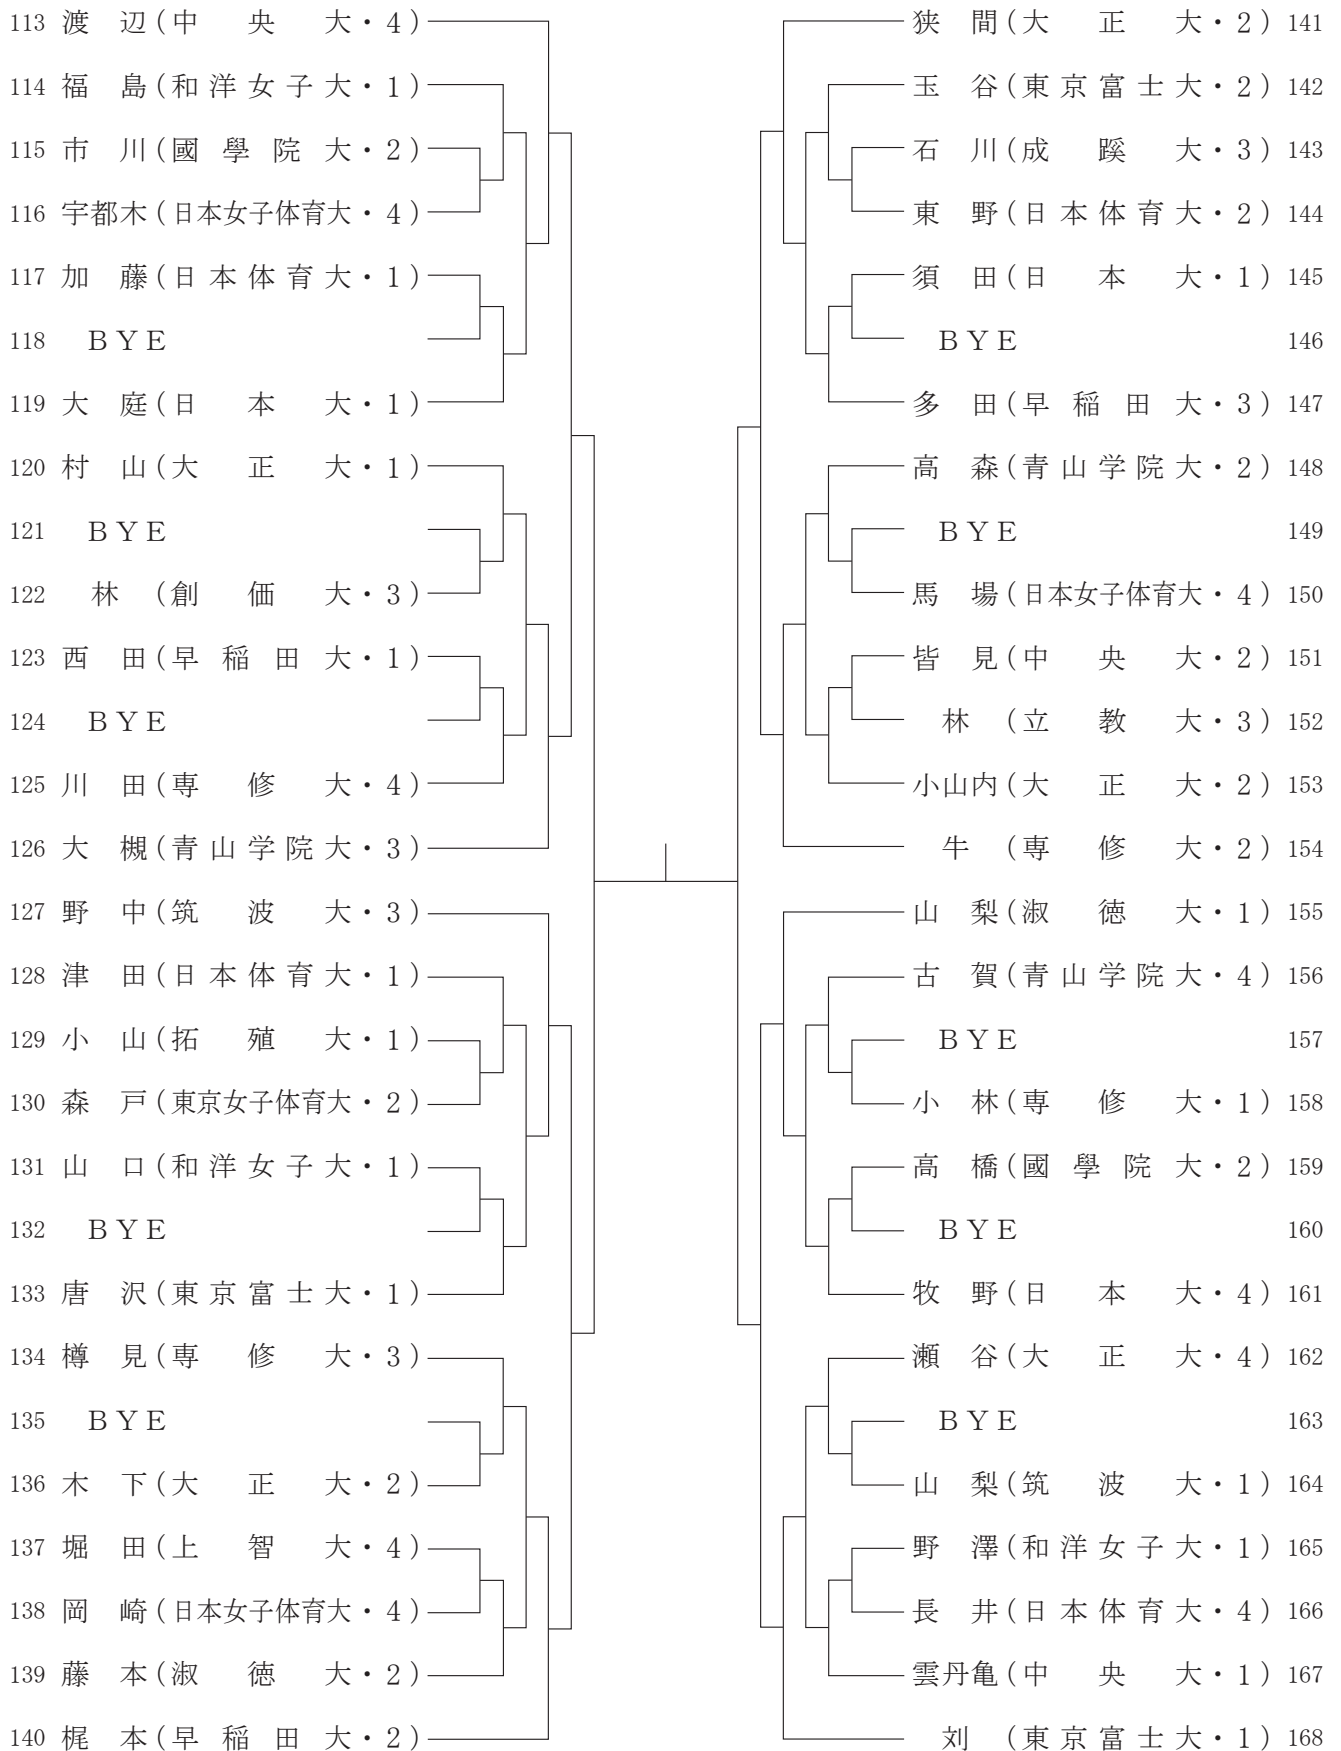 113 渡 辺(中 央 大・4)
114 福 島(和洋女子大・1)
115 市 川(國 學 院 大・2)
116 宇都木(日本女子体育大・4)
117 加 藤(日本体育大・1)
118 BYE
119 大 庭(日 本 大・1)
120 村 山(大 正 大・1)
121 BYE
122 林 (創 価 大・3)
123 西 田(早 稲 田 大・1)
124 BYE
125 川 田(専 修 大・4)
126 大 槻(青山学院大・3)
127 野 中(筑 波 大・3)
128 津 田(日本体育大・1)
129 小 山(拓 殖 大・1)
130 森 戸(東京女子体育大・2)
131 山 口(和洋女子大・1)
132 BYE
133 唐 沢(東京富士大・1)
134 樽 見(専 修 大・3)
135 BYE
136 木 下(大 正 大・2)
137 堀 田(上 智 大・4)
138 岡 崎(日本女子体育大・4)
139 藤 本(淑 徳 大・2)
140 梶 本(早 稲 田 大・2)
狭 間(大 正 大・2) 141
玉 谷(東京富士大・2) 142
石 川(成 蹊 大・3) 143
東 野(日本体育大・2) 144
須 田(日 本 大・1) 145
BYE 146
多 田(早 稲 田 大・3) 147
高 森(青山学院大・2) 148
BYE 149
馬 場(日本女子体育大・4) 150
皆 見(中 央 大・2) 151
林 (立 教 大・3) 152
小山内(大 正 大・2) 153
牛 (専 修 大・2) 154
山 梨(淑 徳 大・1) 155
古 賀(青山学院大・4) 156
BYE 157
小 林(専 修 大・1) 158
高 橋(國 學 院 大・2) 159
BYE 160
牧 野(日 本 大・4) 161
瀬 谷(大 正 大・4) 162
BYE 163
山 梨(筑 波 大・1) 164
野 澤(和洋女子大・1) 165
長 井(日本体育大・4) 166
雲丹亀(中 央 大・1) 167
刘 (東京富士大・1) 168